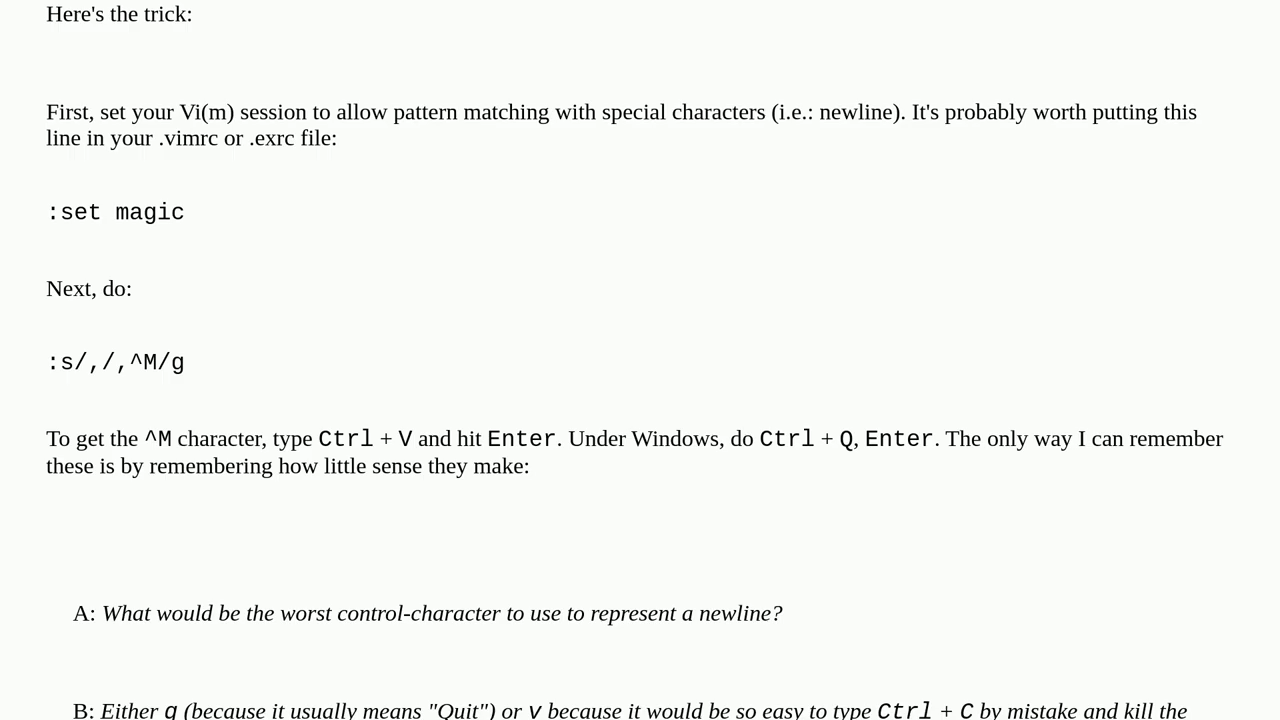 Here's the trick:
First, set your Vi(m) session to allow pattern matching with special characters (i.e.: newline). It's probably worth putting this
line in your .vimrc or .exrc file:
:set magic
Next, do:
:s/,/,^M/g
To get the ^M character, type Ctrl + V and hit Enter. Under Windows, do Ctrl + Q, Enter. The only way I can remember
these is by remembering how little sense they make:
A: What would be the worst control-character to use to represent a newline?
B: Either q (because it usually means "Quit") or v because it would be so easy to type Ctrl + C by mistake and kill the